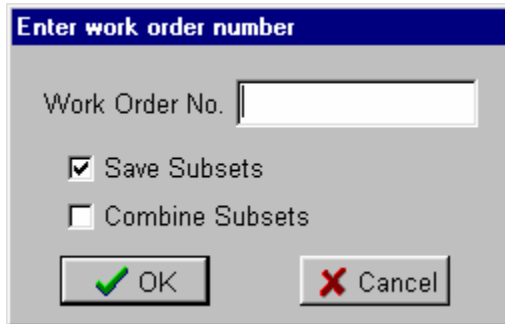 Enter work order number
Work Order No.
Save Subsets
Combine Subsets
OK Cancel